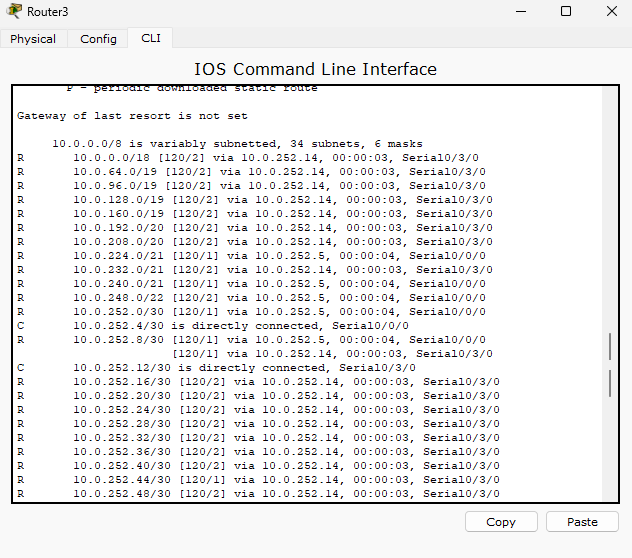 Router3
Physical Config CLI
IOS Command Line Interface
P - periodic downloaded static route
Gateway of last resort is not set
10.0.0.0/8 is variably subnetted, 34 subnets, 6 masks
R 10.0.0.0/18 [120/2] via 10.0.252.14, 00:00:03, Serial0/3/0
R 10.0.64.0/19 [120/2] via 10.0.252.14, 00:00:03, Serial0/3/0
R 10.0.96.0/19 [120/2] via 10.0.252.14, 00:00:03, Serial0/3/0
R 10.0.128.0/19 [120/2] via 10.0.252.14, 00:00:03, Serial0/3/0
R 10.0.160.0/19 [120/2] via 10.0.252.14, 00:00:03, Serial0/3/0
R 10.0.192.0/20 [120/2] via 10.0.252.14, 00:00:03, Serial0/3/0
R 10.0.208.0/20 [120/2] via 10.0.252.14, 00:00:03, Serial0/3/0
R 10.0.224.0/21 [120/1] via 10.0.252.5, 00:00:04, Serial0/0/0
R 10.0.232.0/21 [120/2] via 10.0.252.14, 00:00:03, Serial0/3/0
R 10.0.240.0/21 [120/1] via 10.0.252.5, 00:00:04, Serial0/0/0
R 10.0.248.0/22 [120/2] via 10.0.252.5, 00:00:04, Serial0/0/0
R 10.0.252.0/30 [120/1] via 10.0.252.5, 00:00:04, Serial0/0/0
C 10.0.252.4/30 is directly connected, Serial0/0/0
R 10.0.252.8/30 [120/1] via 10.0.252.5, 00:00:04, Serial0/0/0
[120/1] via 10.0.252.14, 00:00:03, Serial0/3/0
C 10.0.252.12/30 is directly connected, Serial0/3/0
R 10.0.252.16/30 [120/2] via 10.0.252.14, 00:00:03, Serial0/3/0
R 10.0.252.20/30 [120/2] via 10.0.252.14, 00:00:03, Serial0/3/0
R 10.0.252.24/30 [120/2] via 10.0.252.14, 00:00:03, Serial0/3/0
R 10.0.252.28/30 [120/2] via 10.0.252.14, 00:00:03, Serial0/3/0
R 10.0.252.32/30 [120/2] via 10.0.252.14, 00:00:03, Serial0/3/0
R 10.0.252.36/30 [120/2] via 10.0.252.14, 00:00:03, Serial0/3/0
R 10.0.252.40/30 [120/2] via 10.0.252.14, 00:00:03, Serial0/3/0
R 10.0.252.44/30 [120/1] via 10.0.252.14, 00:00:03, Serial0/3/0
R 10.0.252.48/30 [120/2] via 10.0.252.14, 00:00:03, Serial0/3/0
Copy Paste